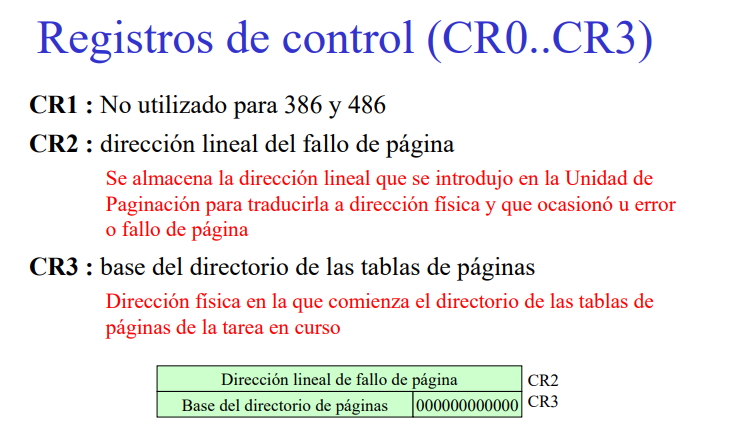 Registros de control (CR0..CR3)
CR1 : No utilizado para 386 y 486
CR2 : dirección lineal del fallo de página
Se almacena la dirección lineal que se introdujo en la Unidad de
Paginación para traducirla a dirección física y que ocasionó u error
o fallo de página
CR3 : base del directorio de las tablas de páginas
Dirección física en la que comienza el directorio de las tablas de
páginas de la tarea en curso
Dirección lineal de fallo de página CR2
Base del directorio de páginas 000000000000 CR3